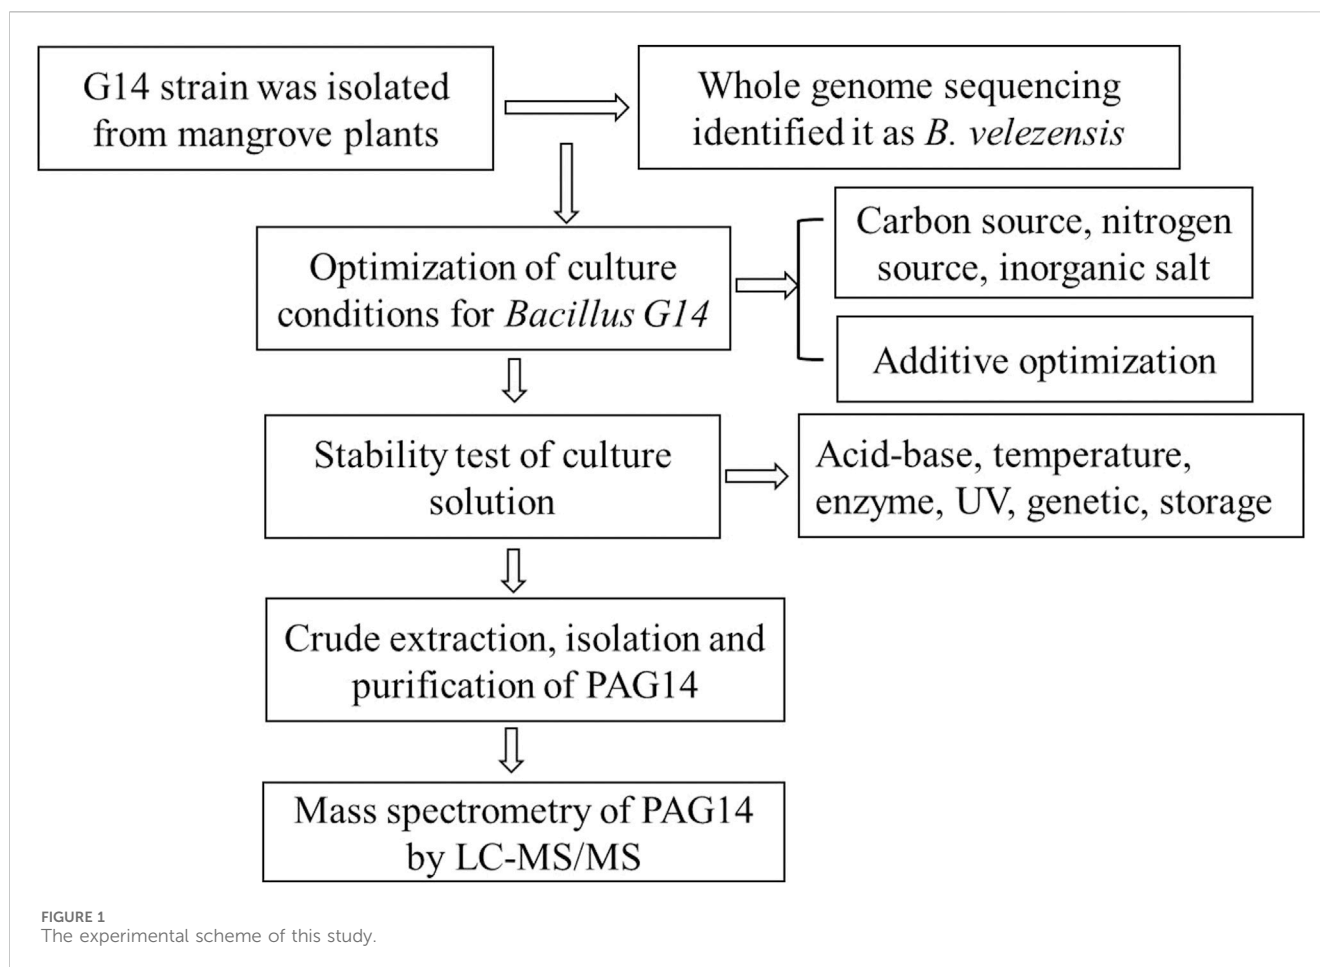 G14 strain was isolated
from mangrove plants
Whole genome sequencing
identified it as B. velezensis
Optimization of culture
conditions for Bacillus G14
Carbon source, nitrogen
source, inorganic salt
Additive optimization
Stability test of culture
solution
Acid-base, temperature,
enzyme, UV, genetic, storage
Crude extraction, isolation and
purification of PAG14
Mass spectrometry of PAG14
by LC-MS/MS
FIGURE 1
The experimental scheme of this study.